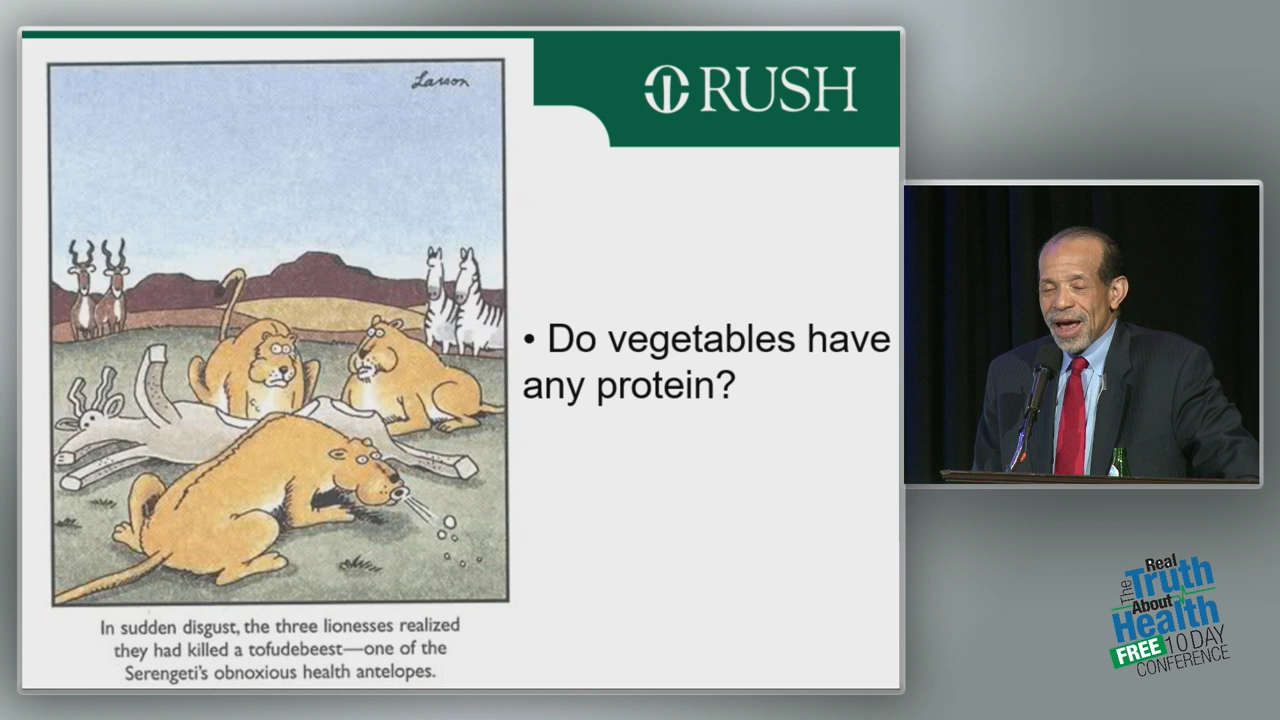 Larson
RUSH
• Do vegetables have
any protein?
In sudden disgust, the three lionesses realized
they had killed a tofudebeest—one of the
Serengeti's obnoxious health antelopes.
The Real
Truth
About
Health
FREE 10 DAY
CONFERENCE